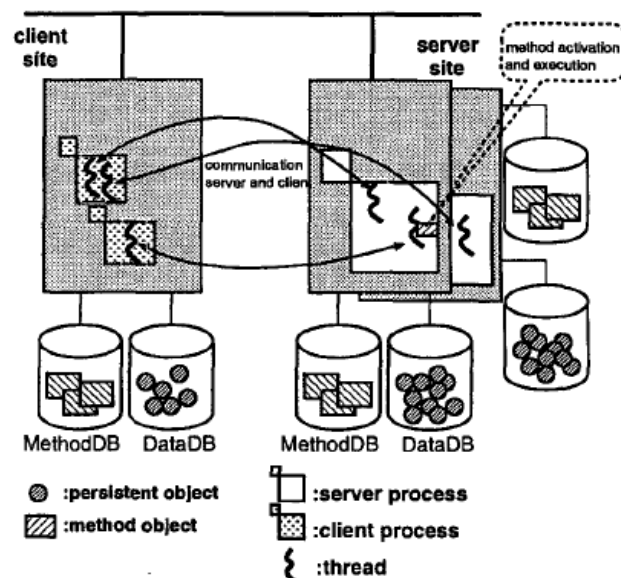 client
site
server
site
method activation
and execution
communication
server and client
MethodDB
DataDB
MethodDB
DataDB
:persistent object
:method object
:server process
:client process
:thread